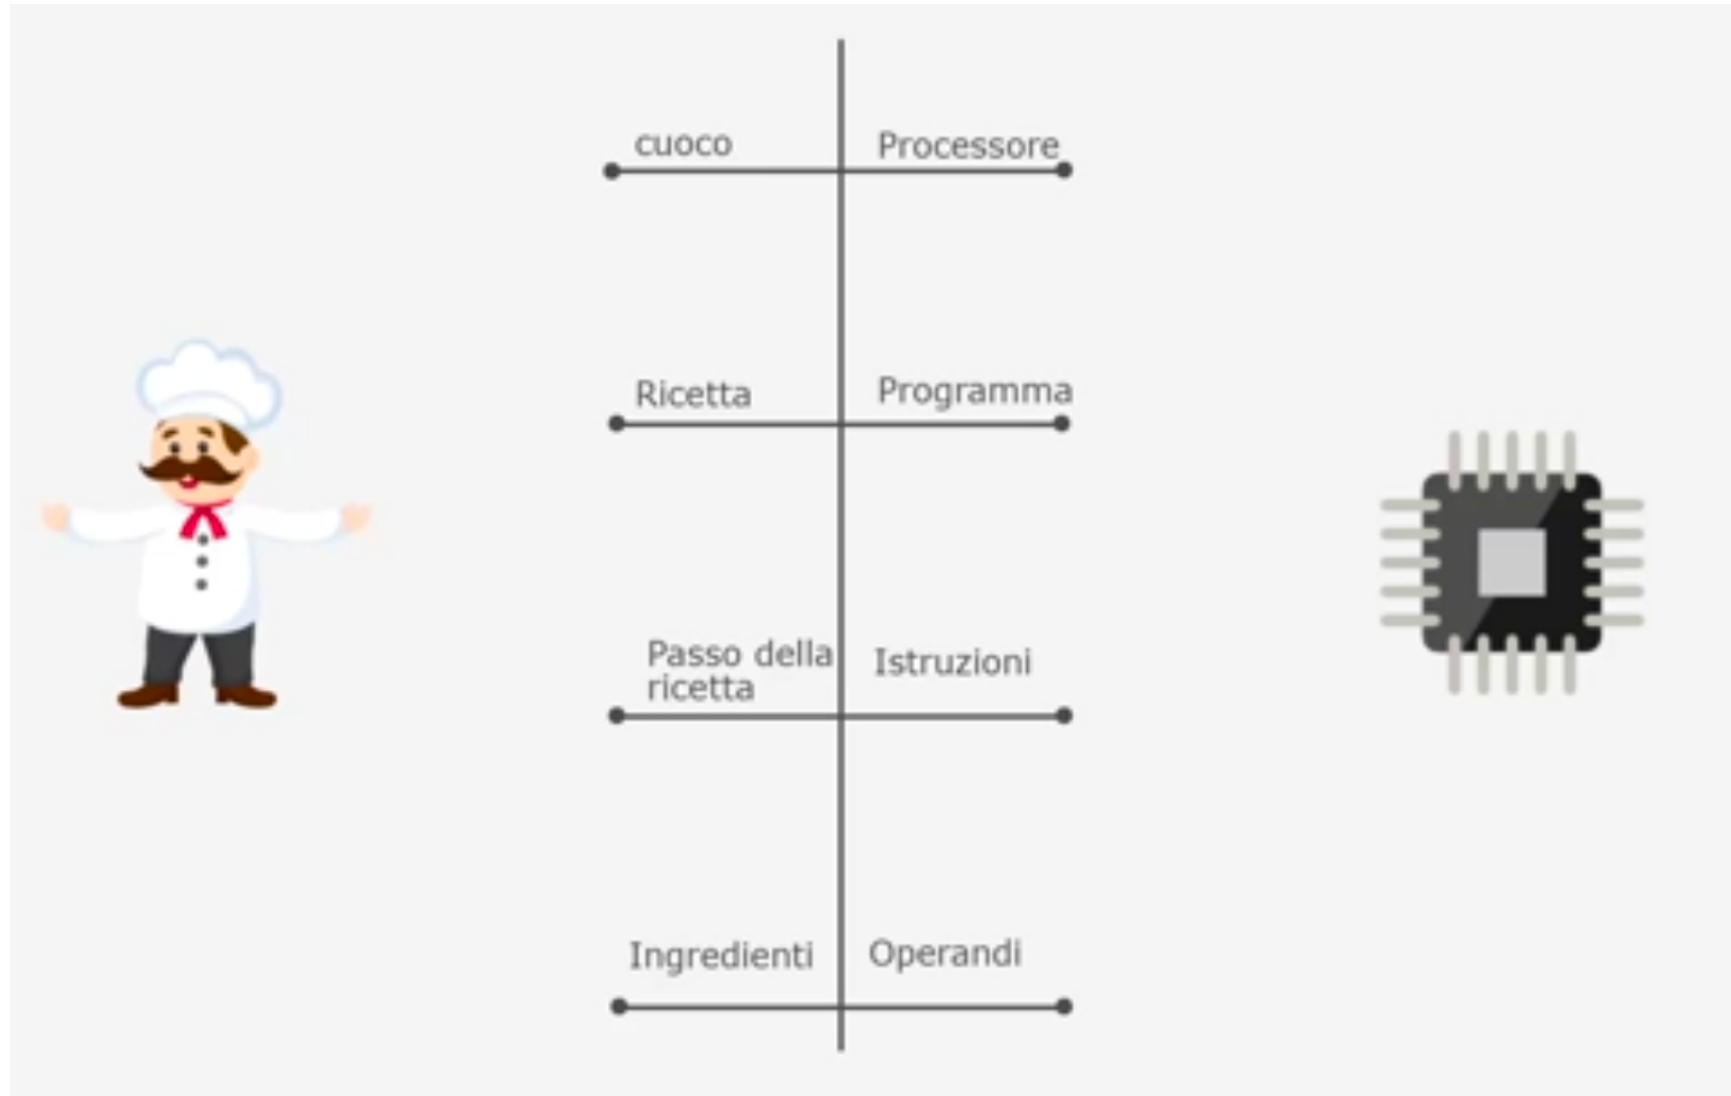 cuoco
Processore
Ricetta
Programma
Passo della
ricetta
Istruzioni
Ingredienti
Operandi